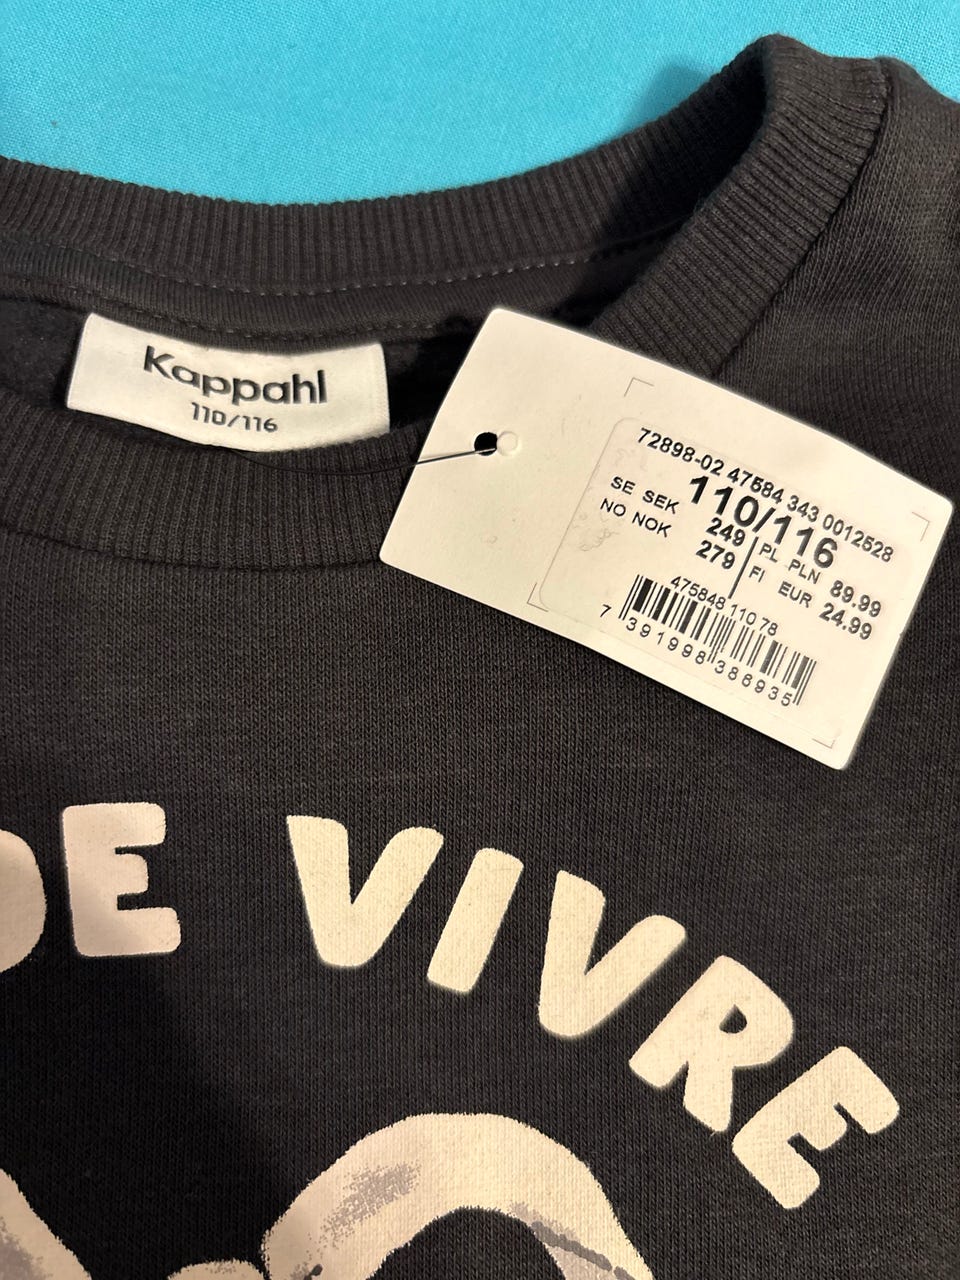 Kappahl
110/116
72898-02 47584 343 0012528
110/116
SE SEK 249 PL PLN 89.99
NO NOK 279 FI EUR 24.99
475848 110 78
7 391998 386935
DE VIVRE